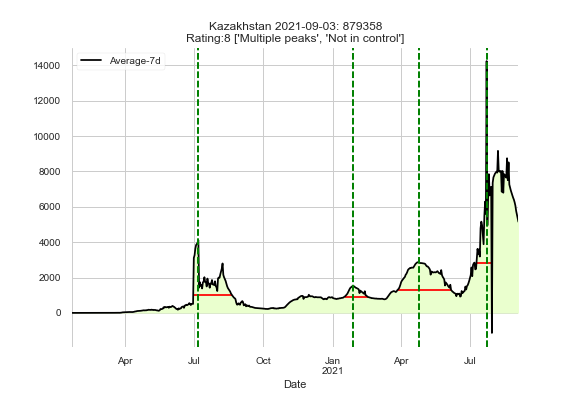 Kazakhstan 2021-09-03: 879358
Rating:8 ['Multiple peaks', 'Not in control']
Average-7d
14000
12000
10000
8000
6000
4000
2000
0
Apr Jul Oct Jan Apr Jul
2021
Date